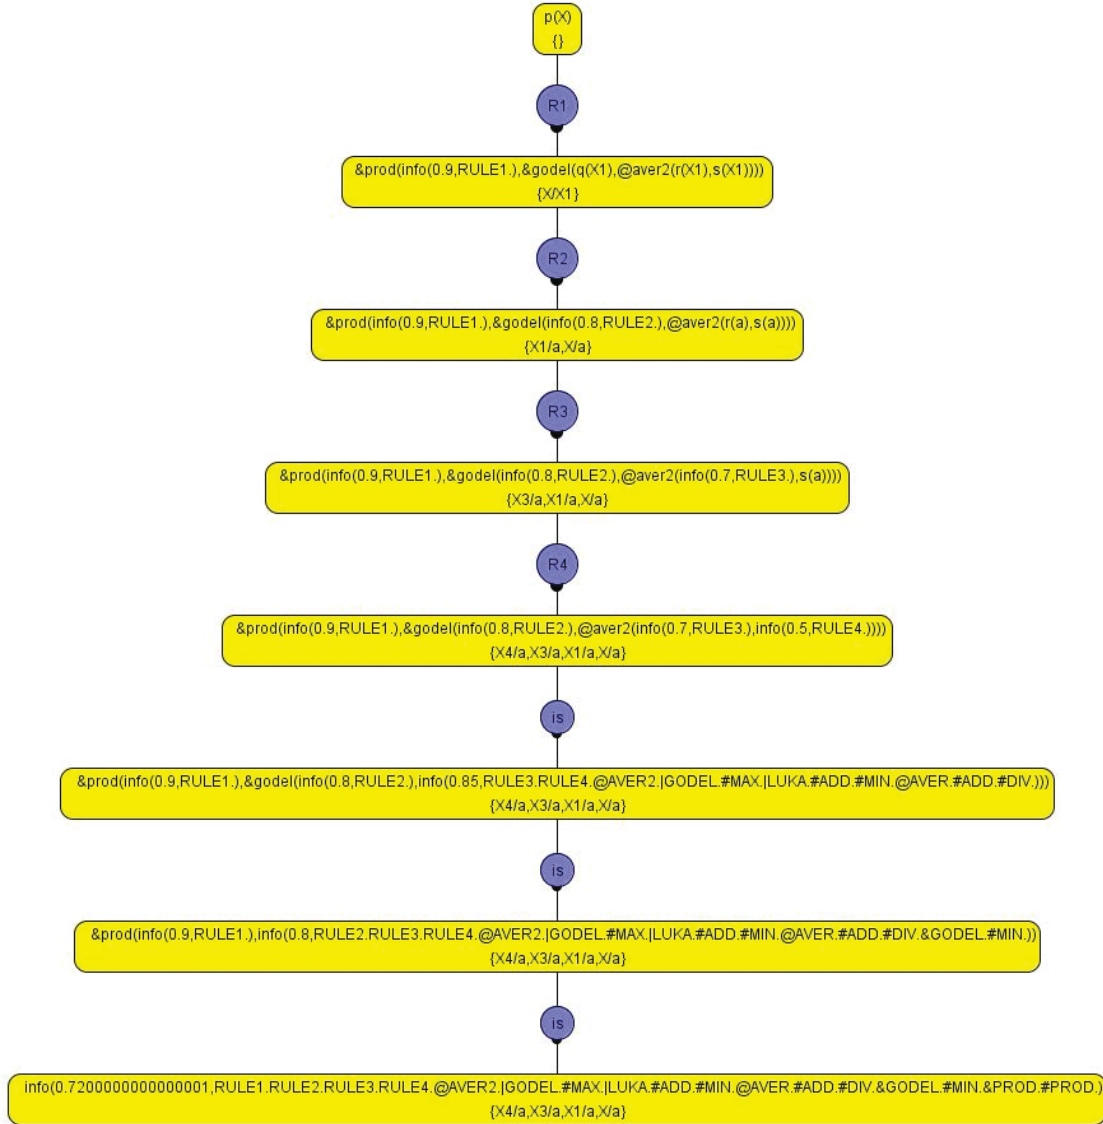 p(X)
{}
R1
&prod(info(0.9,RULE1.),&godel(q(X1),@aver2(r(X1),s(X1))))
{X/X1}
R2
&prod(info(0.9,RULE1.),&godel(info(0.8,RULE2.),@aver2(r(a),s(a))))
{X1/a,X/a}
R3
&prod(info(0.9,RULE1.),&godel(info(0.8,RULE2.),@aver2(info(0.7,RULE3.),s(a))))
{X3/a,X1/a,X/a}
R4
&prod(info(0.9,RULE1.),&godel(info(0.8,RULE2.),@aver2(info(0.7,RULE3.),info(0.5,RULE4.))))
{X4/a,X3/a,X1/a,X/a}
is
&prod(info(0.9,RULE1.),&godel(info(0.8,RULE2.),info(0.85,RULE3.RULE4.@AVER2.|GODEL.#MAX.|LUKA.#ADD.#MIN.@AVER.#ADD.#DIV.)))
{X4/a,X3/a,X1/a,X/a}
is
&prod(info(0.9,RULE1.),info(0.8,RULE2.RULE3.RULE4.@AVER2.|GODEL.#MAX.|LUKA.#ADD.#MIN.@AVER.#ADD.#DIV.&GODEL.#MIN.))
{X4/a,X3/a,X1/a,X/a}
is
info(0.7200000000000001,RULE1.RULE2.RULE3.RULE4.@AVER2.|GODEL.#MAX.|LUKA.#ADD.#MIN.@AVER.#ADD.#DIV.&GODEL.#MIN.&PROD.#PROD.)
{X4/a,X3/a,X1/a,X/a}